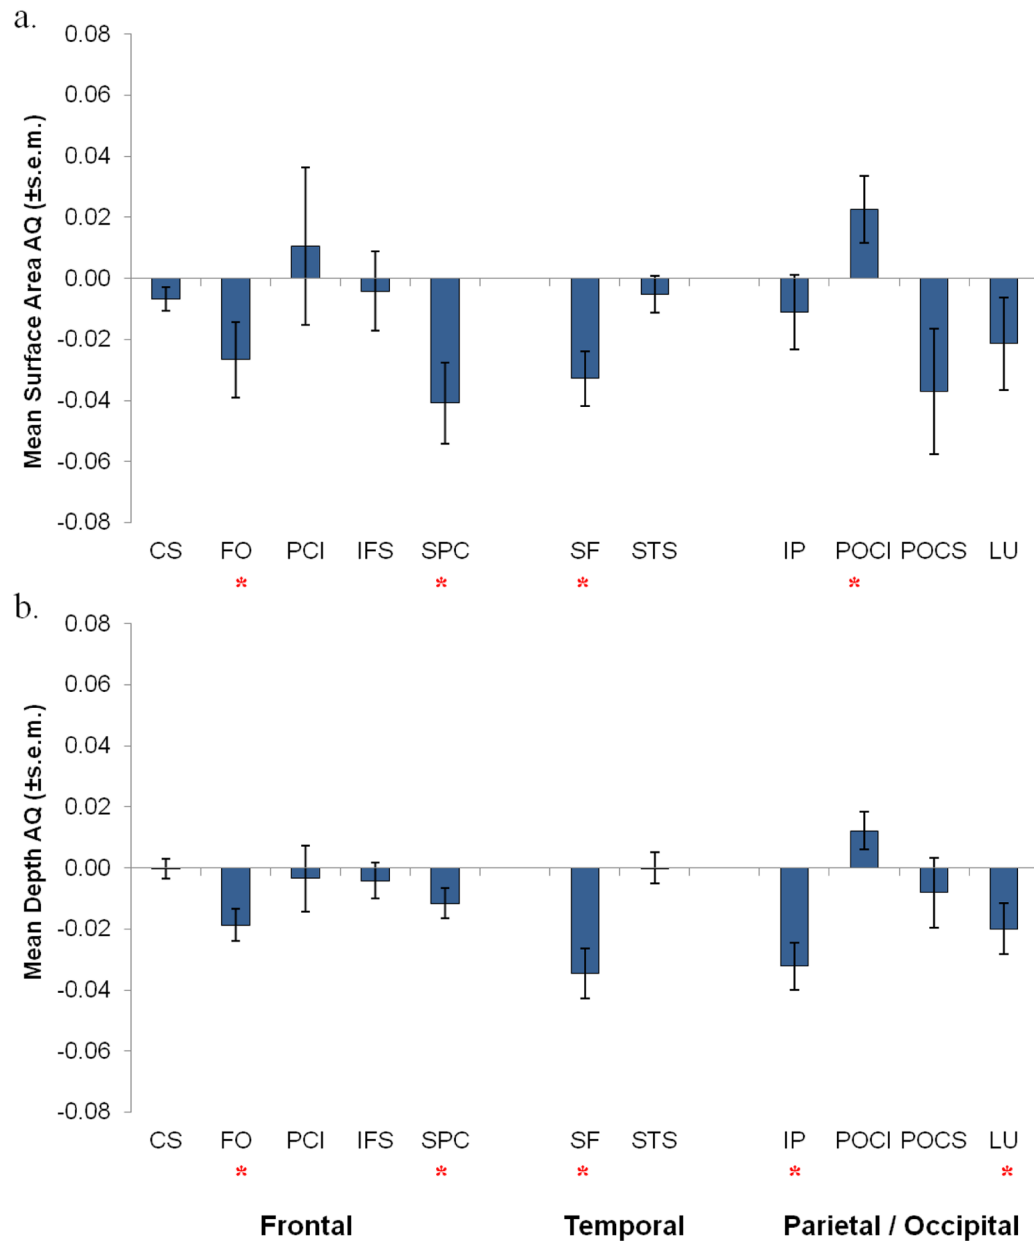 a.
Mean Surface Area AQ (±s.e.m.)
0.08
0.06
0.04
0.02
0.00
-0.02
-0.04
-0.06
-0.08
CS FO PCI IFS SPC SF STS IP POCI POCS LU
* * * *
b.
Mean Depth AQ (±s.e.m.)
0.08
0.06
0.04
0.02
0.00
-0.02
-0.04
-0.06
-0.08
CS FO PCI IFS SPC SF STS IP POCI POCS LU
* * * * *
Frontal Temporal Parietal / Occipital